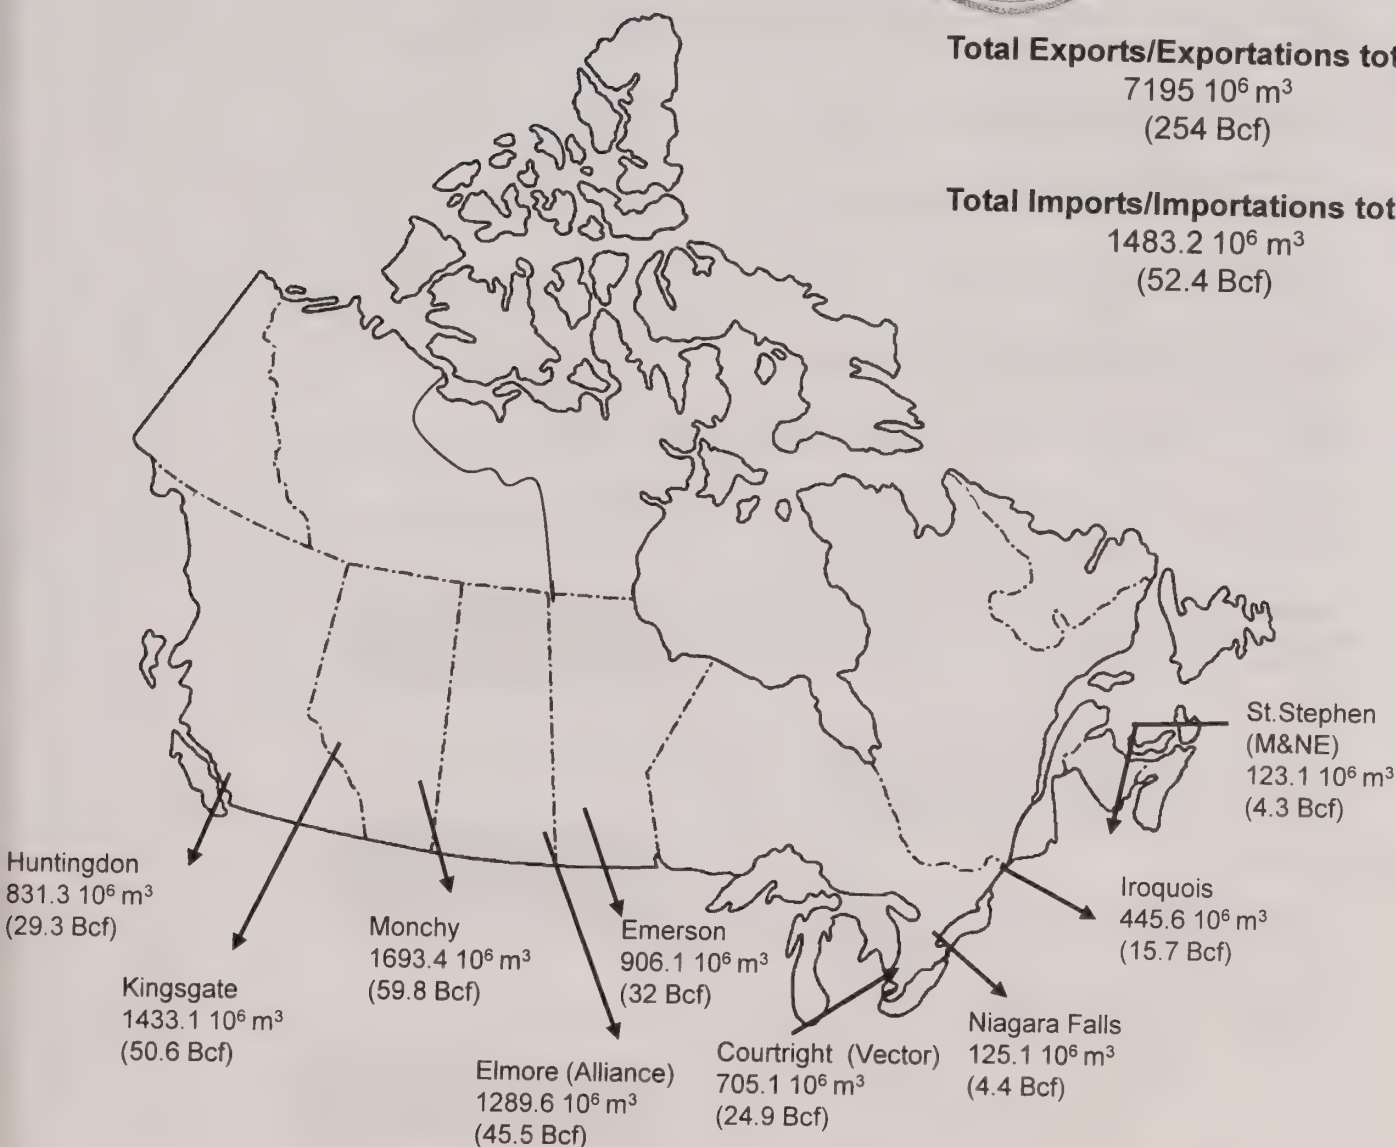 Total Exports/Exportations tot
7195 10⁶ m³
(254 Bcf)
Total Imports/Importations tot
1483.2 10⁶ m³
(52.4 Bcf)
St.Stephen
(M&NE)
123.1 10⁶ m³
(4.3 Bcf)
Huntingdon
831.3 10⁶ m³
(29.3 Bcf)
Kingsgate
1433.1 10⁶ m³
(50.6 Bcf)
Monchy
1693.4 10⁶ m³
(59.8 Bcf)
Elmore (Alliance)
1289.6 10⁶ m³
(45.5 Bcf)
Emerson
906.1 10⁶ m³
(32 Bcf)
Courtright (Vector)
705.1 10⁶ m³
(24.9 Bcf)
Niagara Falls
125.1 10⁶ m³
(4.4 Bcf)
Iroquois
445.6 10⁶ m³
(15.7 Bcf)